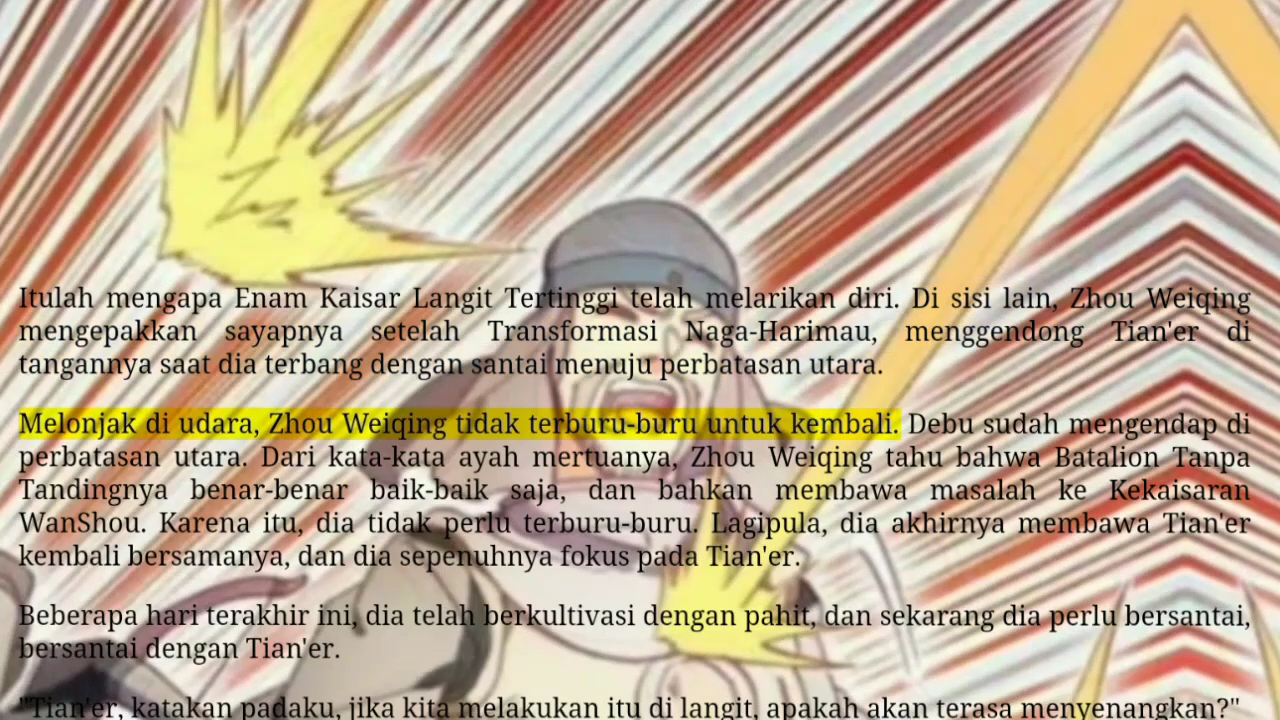 Itulah mengapa Enam Kaisar Langit Tertinggi telah melarikan diri. Di sisi lain, Zhou Weiqing
mengepakkan sayapnya setelah Transformasi Naga-Harimau, menggendong Tian'er di
tangannya saat dia terbang dengan santai menuju perbatasan utara.
Melonjak di udara, Zhou Weiqing tidak terburu-buru untuk kembali. Debu sudah mengendap di
perbatasan utara. Dari kata-kata ayah mertuanya, Zhou Weiqing tahu bahwa Batalion Tanpa
Tandingnya benar-benar baik-baik saja, dan bahkan membawa masalah ke Kekaisaran
WanShou. Karena itu, dia tidak perlu terburu-buru. Lagipula, dia akhirnya membawa Tian'er
kembali bersamanya, dan dia sepenuhnya fokus pada Tian'er.
Beberapa hari terakhir ini, dia telah berkultivasi dengan pahit, dan sekarang dia perlu bersantai,
bersantai dengan Tian'er.
"Tian'er, katakan padaku, jika kita melakukan itu di langit, apakah akan terasa menyenangkan?"